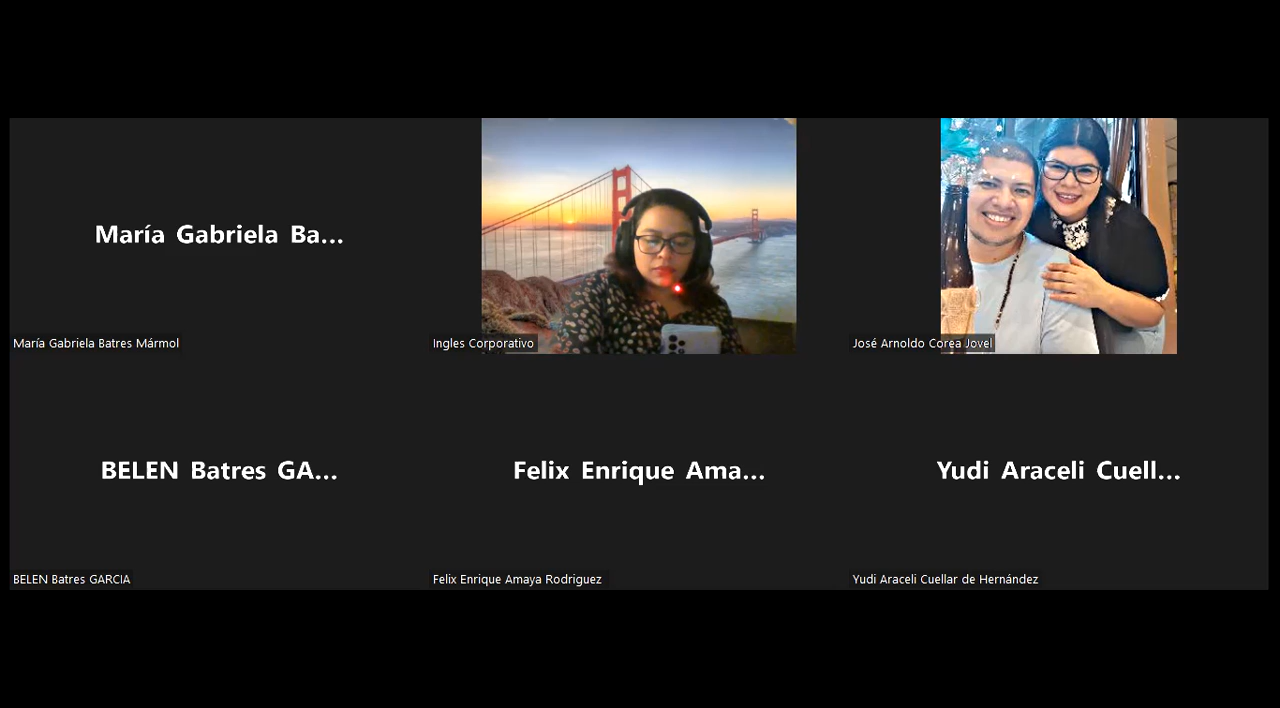 María Gabriela Ba...
María Gabriela Batres Mármol
Ingles Corporativo
José Arnoldo Corea Jovel
BELEN Batres GA...
Felix Enrique Ama...
Yudi Araceli Cuell...
BELEN Batres GARCIA
Felix Enrique Amaya Rodriguez
Yudi Araceli Cuellar de Hernández